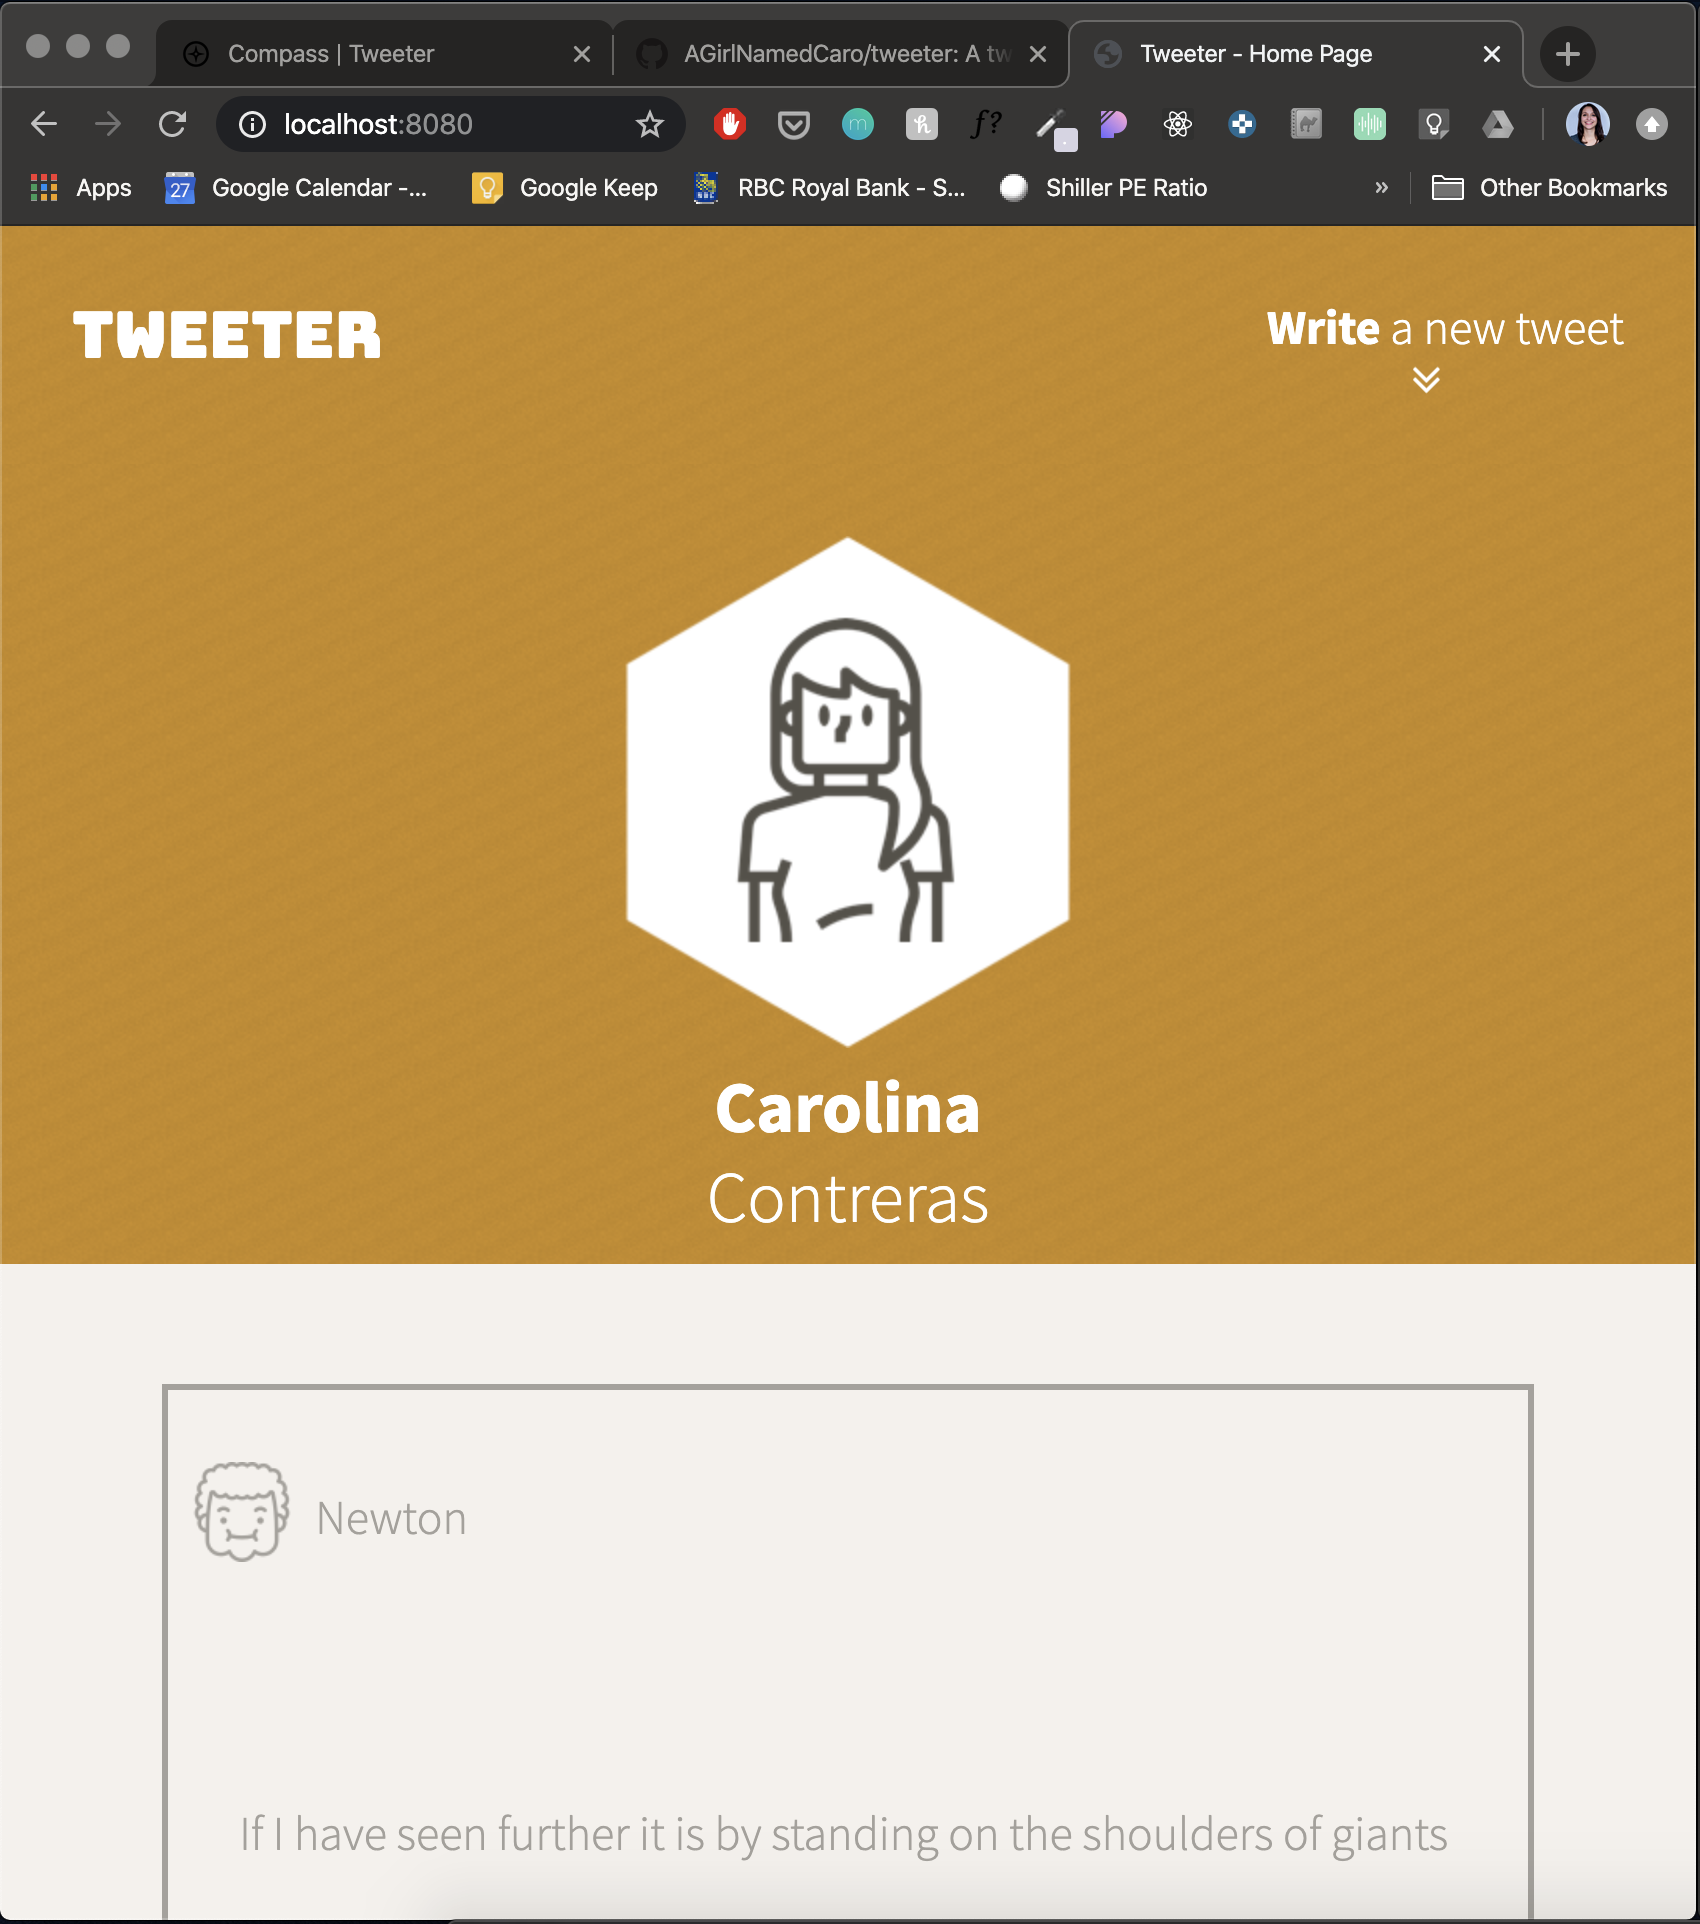 Compass | Tweeter
AGirlNamedCaro/tweeter: A tw
Tweeter - Home Page
localhost:8080
m
h
f?
Apps
27
Google Calendar -...
Google Keep
RBC Royal Bank - S...
Shiller PE Ratio
»
Other Bookmarks
TWEETER
Write a new tweet
Carolina
Contreras
Newton
If I have seen further it is by standing on the shoulders of giants